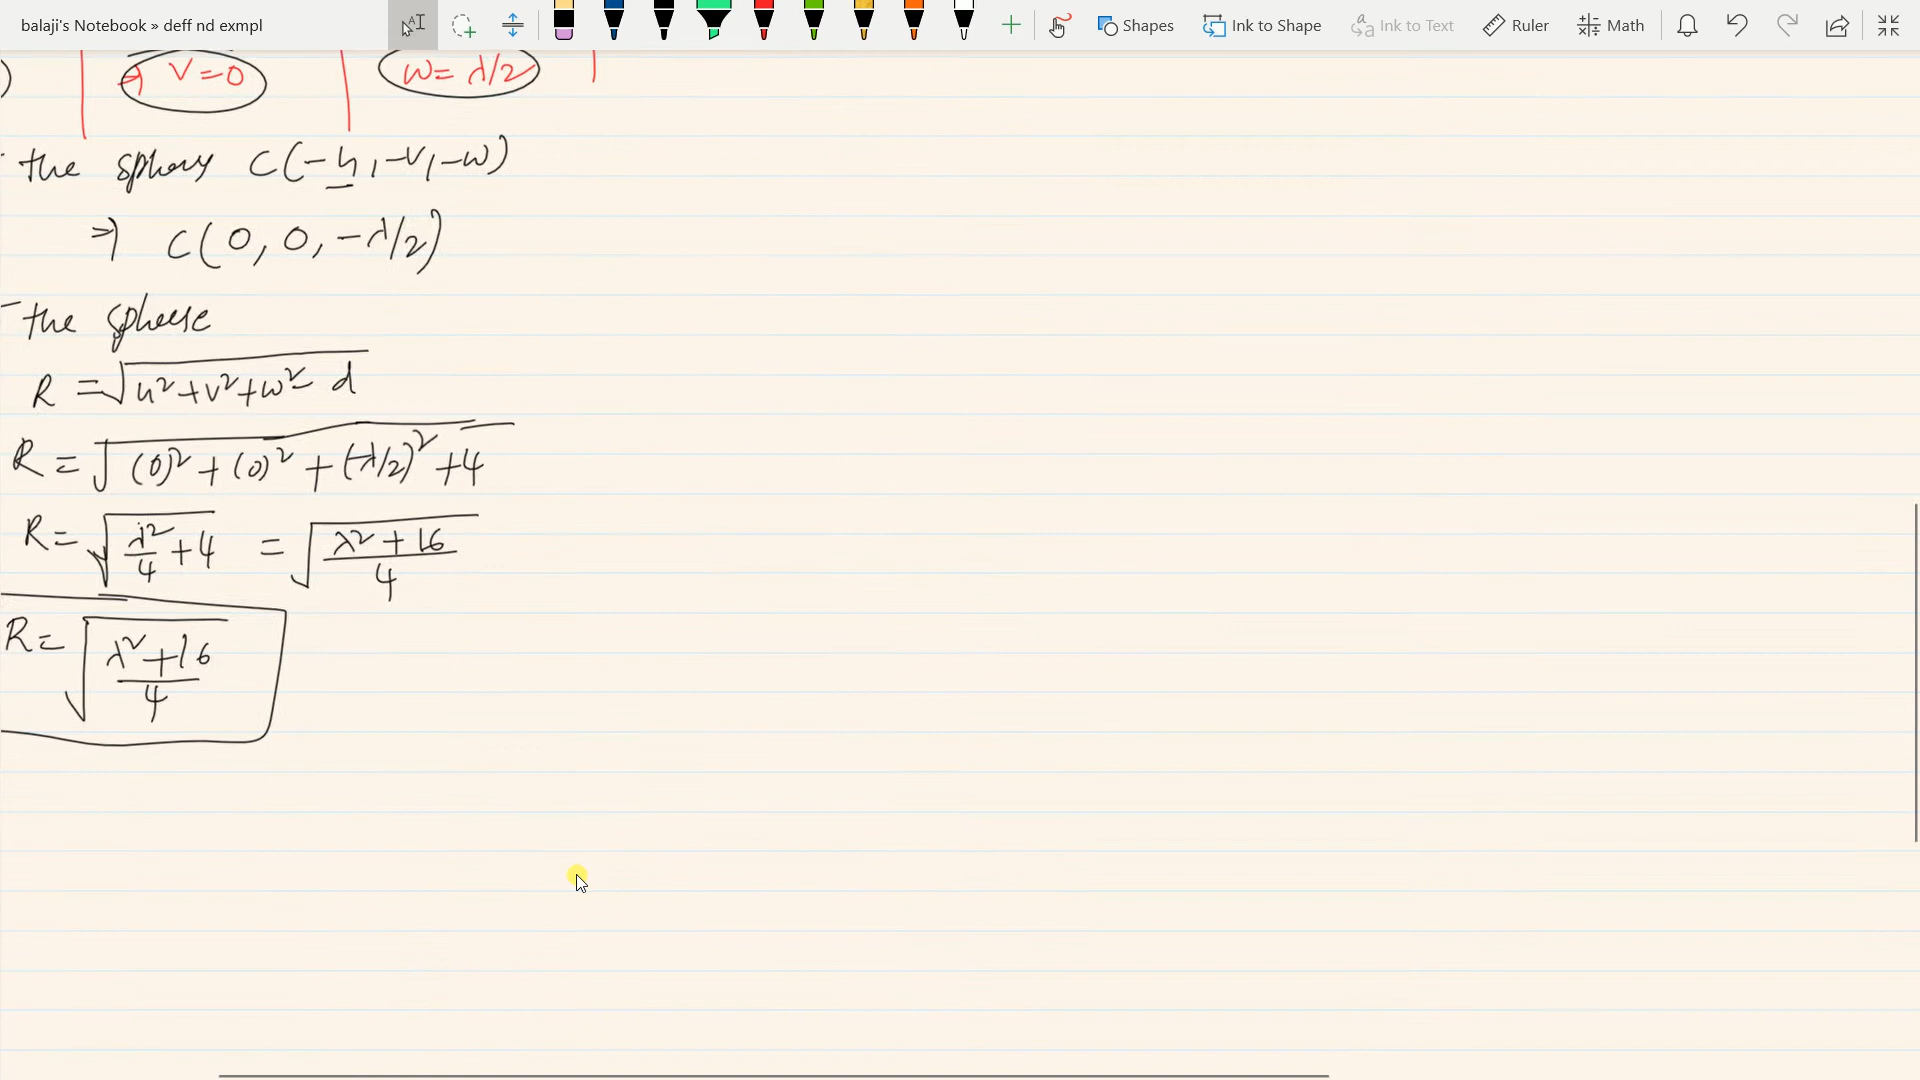 balaji's Notebook » deff nd exmpl
Shapes
Ink to Shape
Ink to Text
Ruler
Math
) ⇒ V=0 W= λ/2
the sphere C(-u,-v,-w)
⇒ C(0, 0, -λ/2)
the sphere
R = √(u²+v²+w²- d)
R = √((0)² + (0)² + (-λ/2)² +4)
R = √(λ²/4 +4) = √((λ² + 16)/4)
R = √((λ²+16)/4)